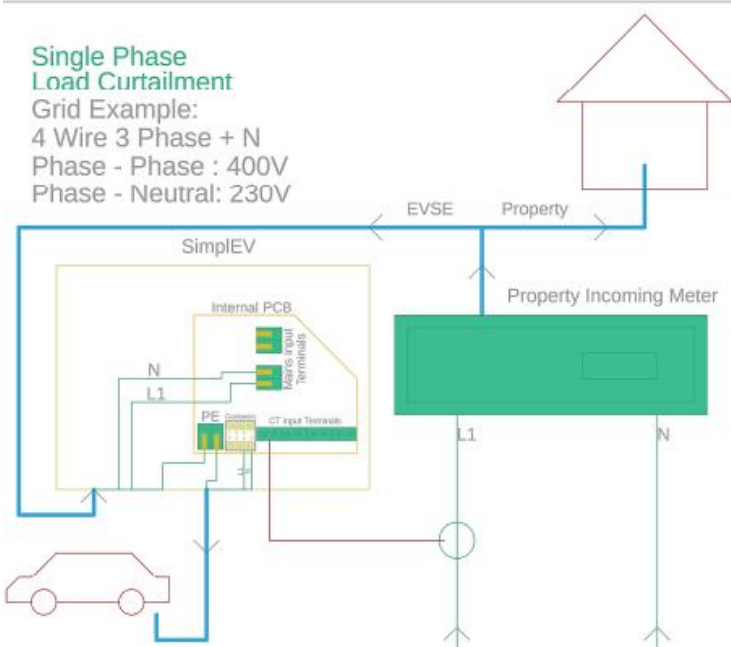 Single Phase
Load Curtailment
Grid Example:
4 Wire 3 Phase + N
Phase - Phase : 400V
Phase - Neutral: 230V
EVSE
Property
SimplEV
Property Incoming Meter
Internal PCB
Mains Input
Terminals
N
L1
PE
Contactor
CT Input Terminals
L1
N